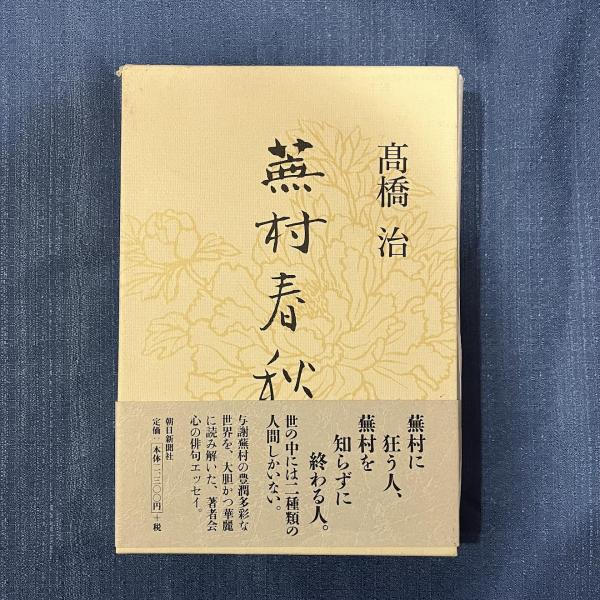 髙橋 治
蕪村春秋
蕪村に
狂う人、
蕪村を
知らずに
終わる人。
世の中には二種類の
人間しかいない。
与謝蕪村の豊潤多彩な
世界を、大胆かつ華麗
に読み解いた、著者会
心の俳句エッセイ。
朝日新聞社
定価：本体二三〇〇円＋税